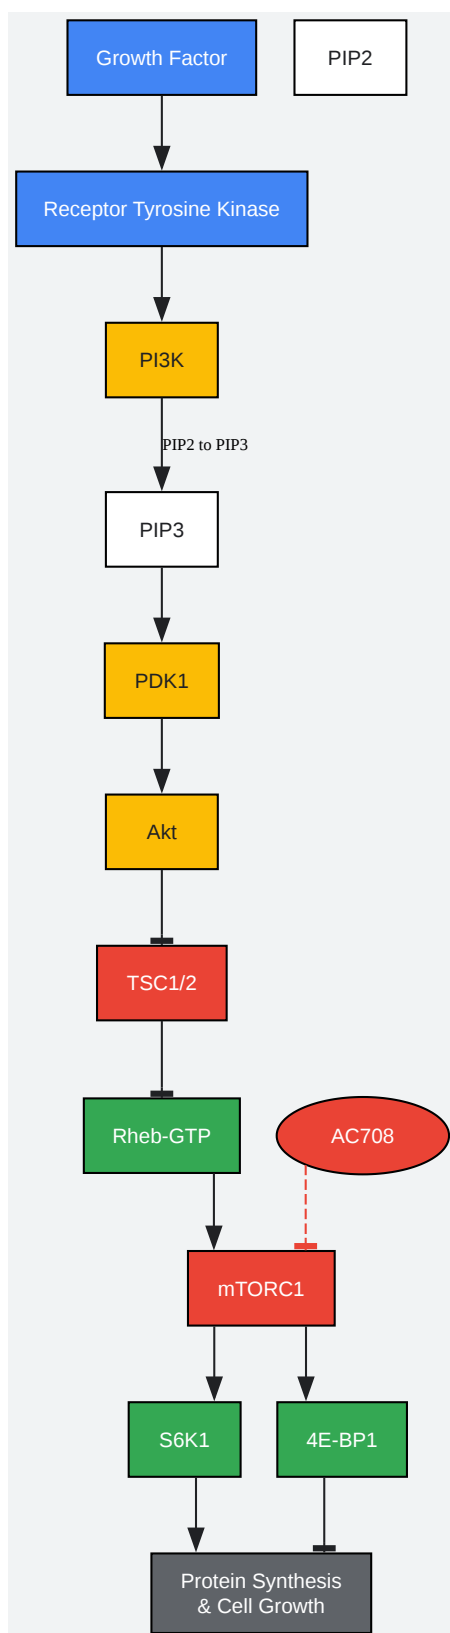 Growth Factor
PIP2
Receptor Tyrosine Kinase
PI3K
PIP2 to PIP3
PIP3
PDK1
Akt
TSC1/2
Rheb-GTP
AC708
mTORC1
S6K1
4E-BP1
Protein Synthesis
& Cell Growth